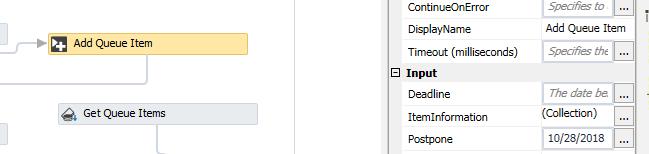 Add Queue Item
Get Queue Items
ContinueOnError Specifies to ...
DisplayName Add Queue Item
Timeout (milliseconds) Specifies the ...
Input
Deadline The date be ...
ItemInformation (Collection) ...
Postpone 10/28/2018 ...